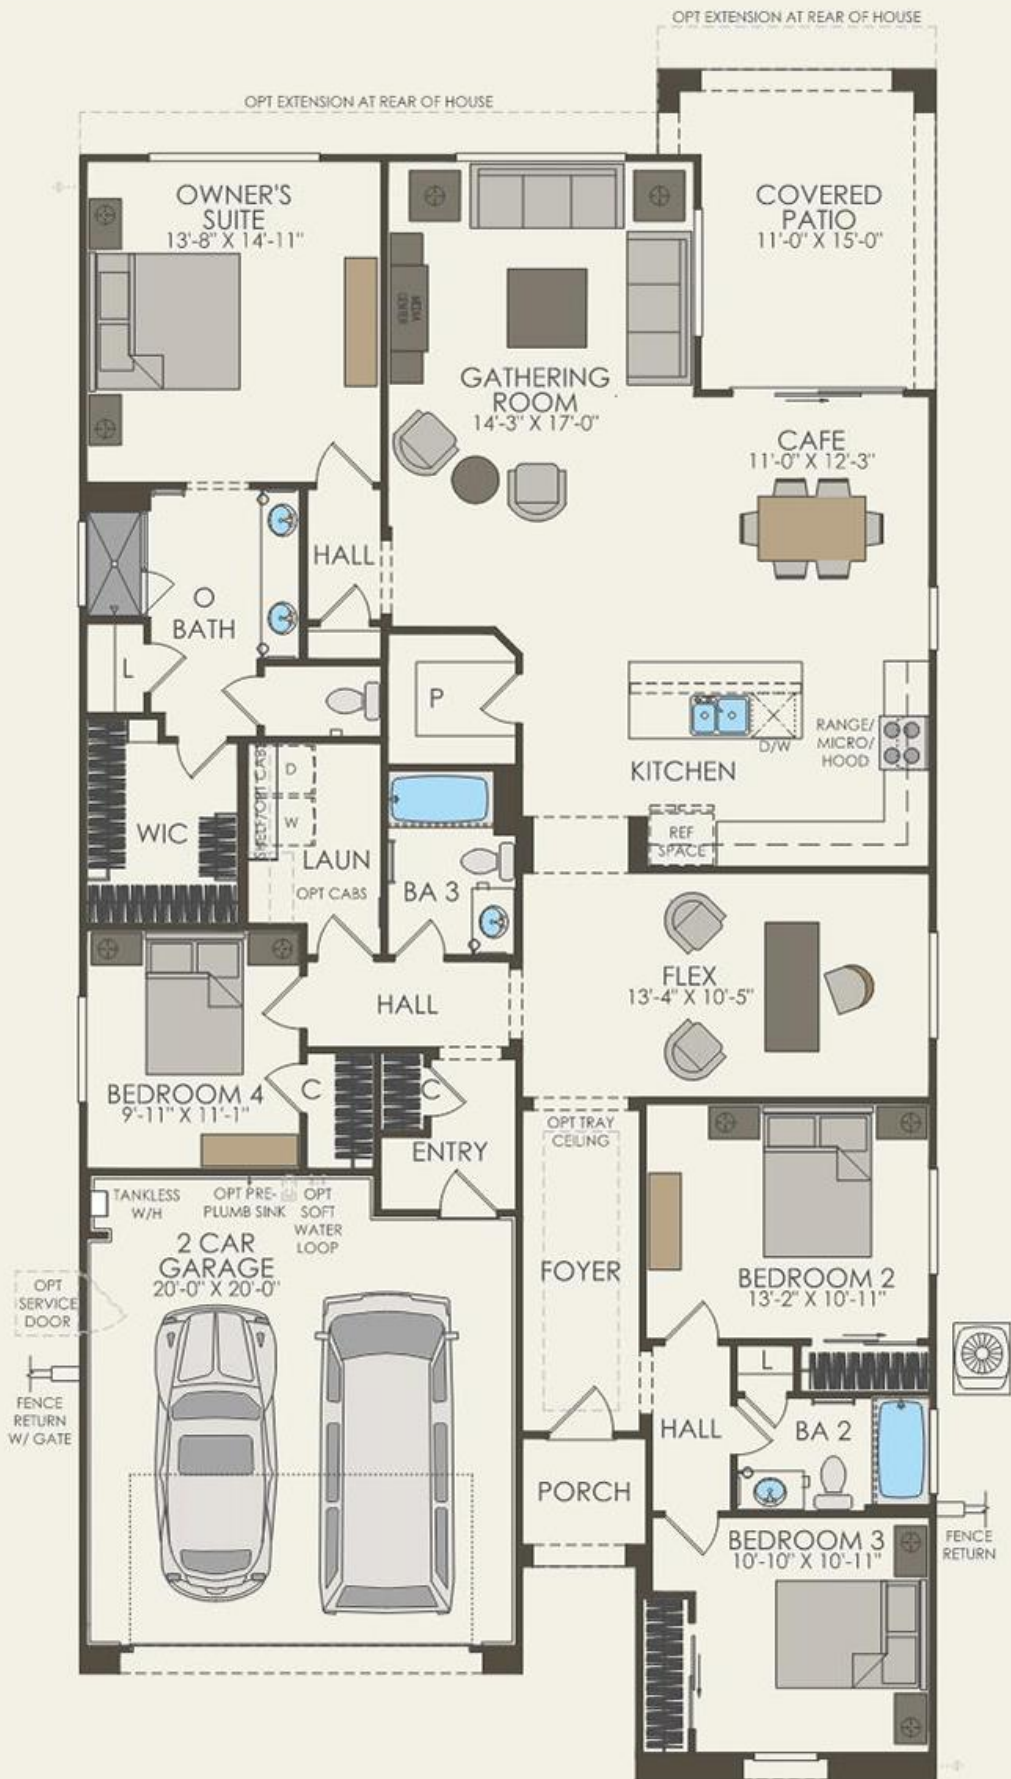 OPT EXTENSION AT REAR OF HOUSE
OPT EXTENSION AT REAR OF HOUSE
OWNER'S
SUITE
13'-8" X 14'-11"
COVERED
PATIO
11'-0" X 15'-0"
MEDIA
CENTER
GATHERING
ROOM
14'-3" X 17'-0"
CAFE
11'-0" X 12'-3"
HALL
O
BATH
L
P
RANGE/
MICRO/
HOOD
D/W
KITCHEN
SHELF/OPT CABS
D
W
WIC
LAUN
OPT CABS
REF
SPACE
BA 3
FLEX
13'-4" X 10'-5"
HALL
BEDROOM 4
9'-11" X 11'-1"
C
C
ENTRY
OPT TRAY
CEILING
TANKLESS
W/H
OPT PRE-
PLUMB SINK
OPT
SOFT
WATER
LOOP
2 CAR
GARAGE
20'-0" X 20'-0"
FOYER
BEDROOM 2
13'-2" X 10'-11"
OPT
SERVICE
DOOR
L
FENCE
RETURN
W/ GATE
HALL
BA 2
PORCH
FENCE
RETURN
BEDROOM 3
10'-10" X 10'-11"